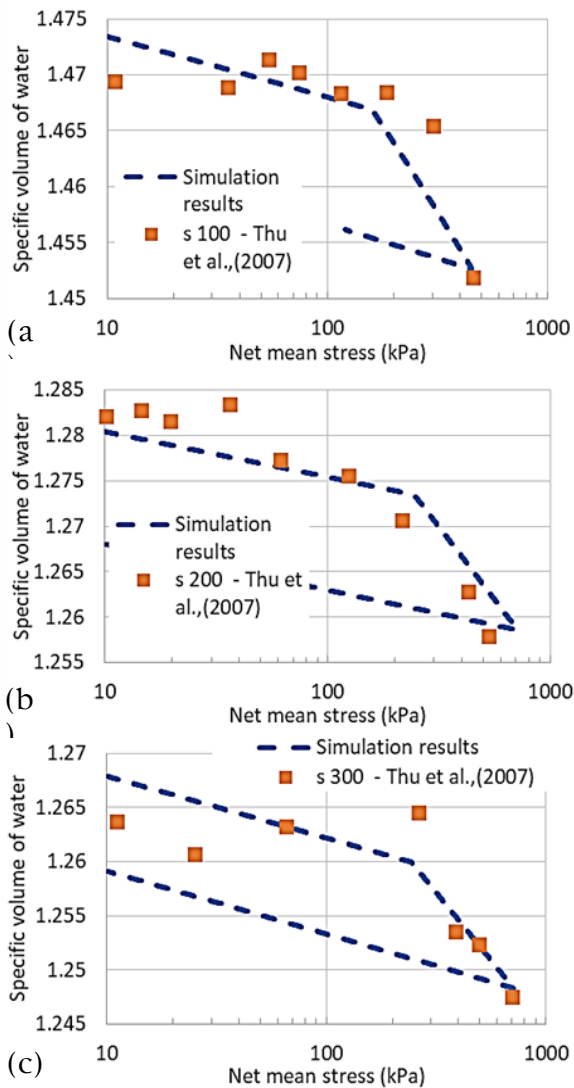 1.475
1.47
1.465
1.46
1.455
1.45
Specific volume of water
Simulation
results
s 100 - Thu
et al.,(2007)
10
100
1000
Net mean stress (kPa)
(a
)
1.285
1.28
1.275
1.27
1.265
1.26
1.255
Specific volume of water
Simulation
results
s 200 - Thu et
al.,(2007)
10
100
1000
Net mean stress (kPa)
(b
)
1.27
1.265
1.26
1.255
1.25
1.245
Specific volume of water
Simulation results
s 300 - Thu et al.,(2007)
10
100
1000
Net mean stress (kPa)
(c)